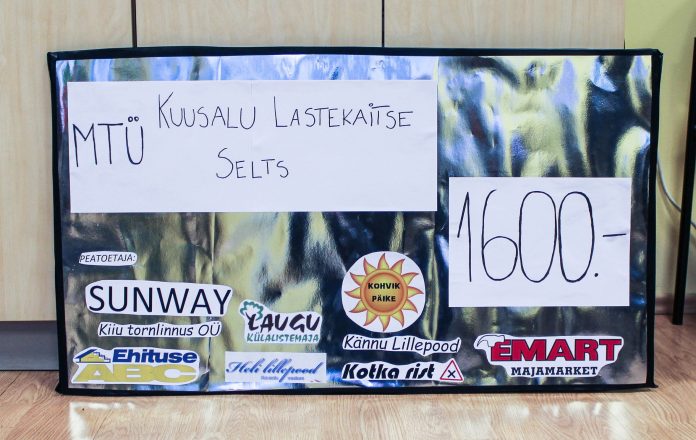 MTÜ KUUSALU LASTEKAITSE
SELTS
1600.-
PEATOETAJA:
SUNWAY
Kiiu tornlinnus OÜ
LAUGU
KÜLALISTEMAJA
KOHVIK
PÄIKE
Kännu Lillepood
EMART
MAJAMARKET
Ehituse
ABC
Heli lillepood
Kotka rist